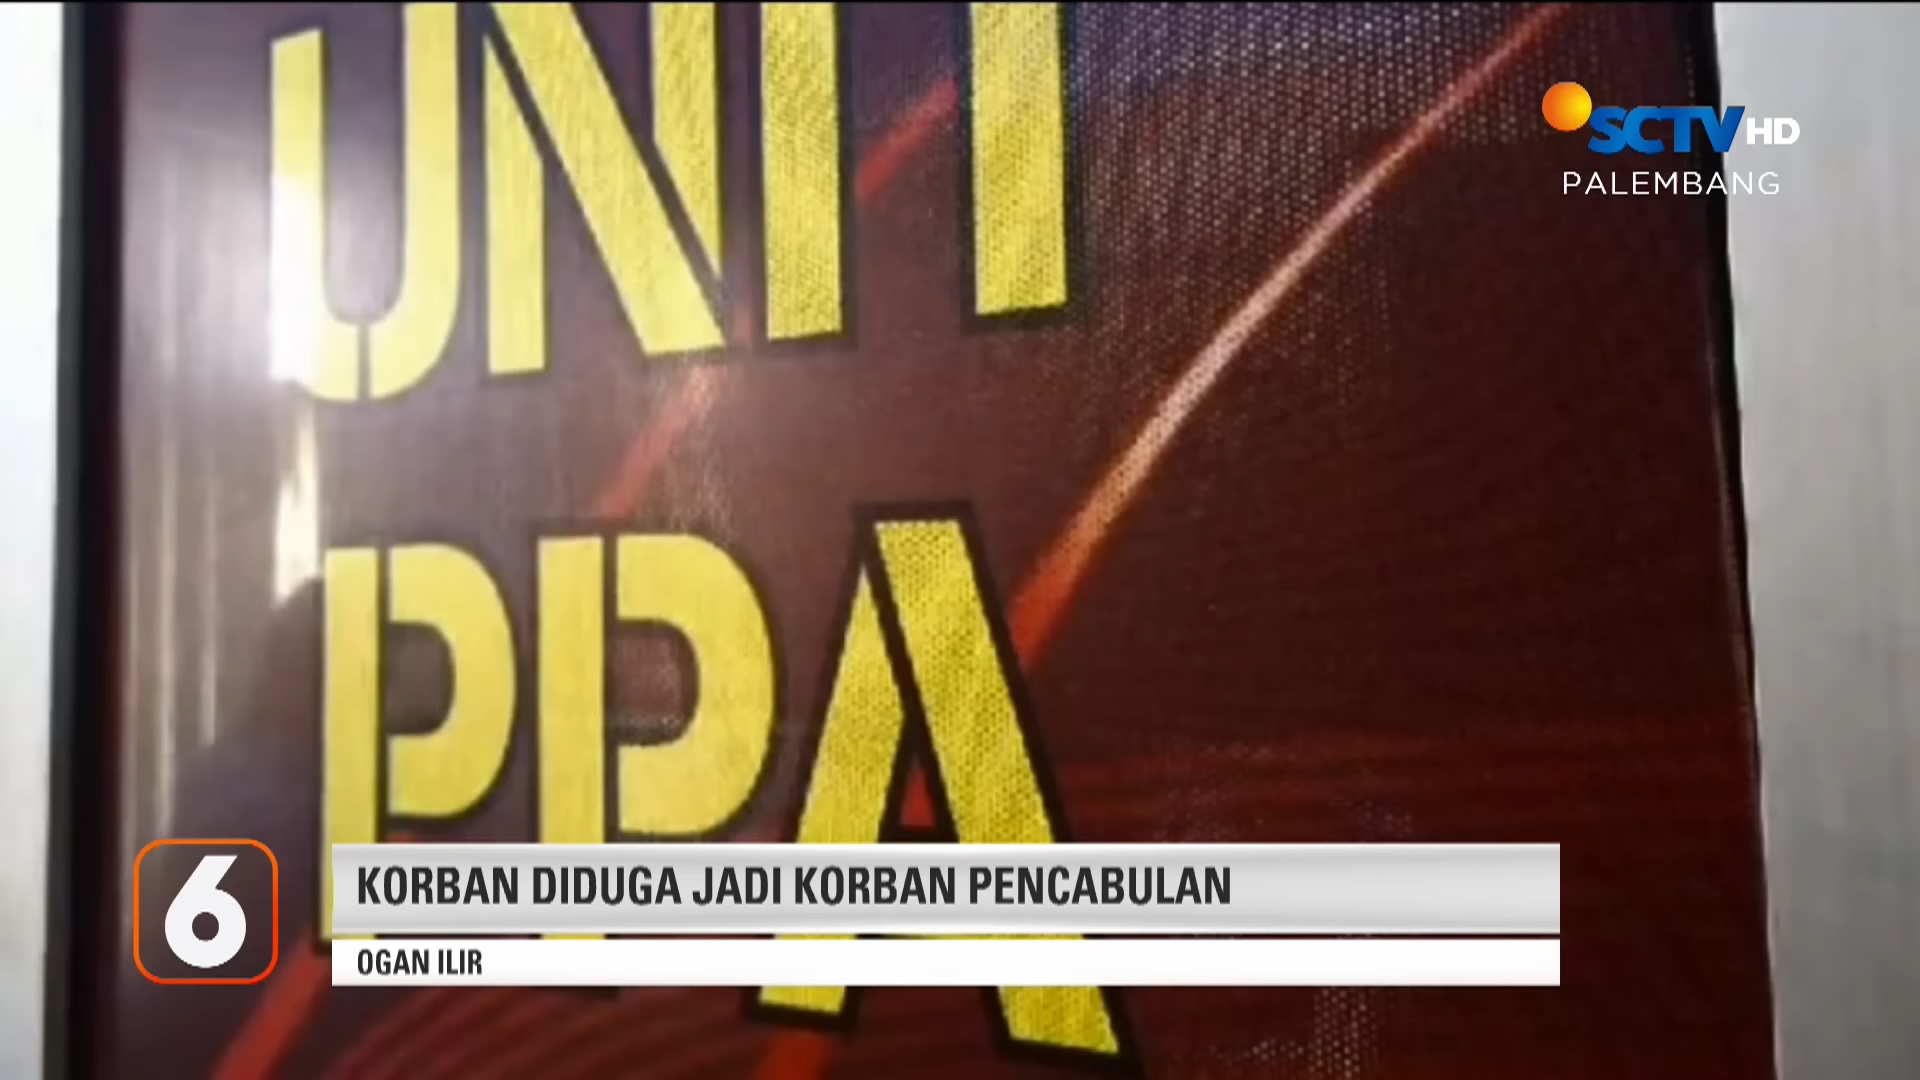 UNIT
SCTV HD
PALEMBANG
PPA
6
KORBAN DIDUGA JADI KORBAN PENCABULAN
OGAN ILIR